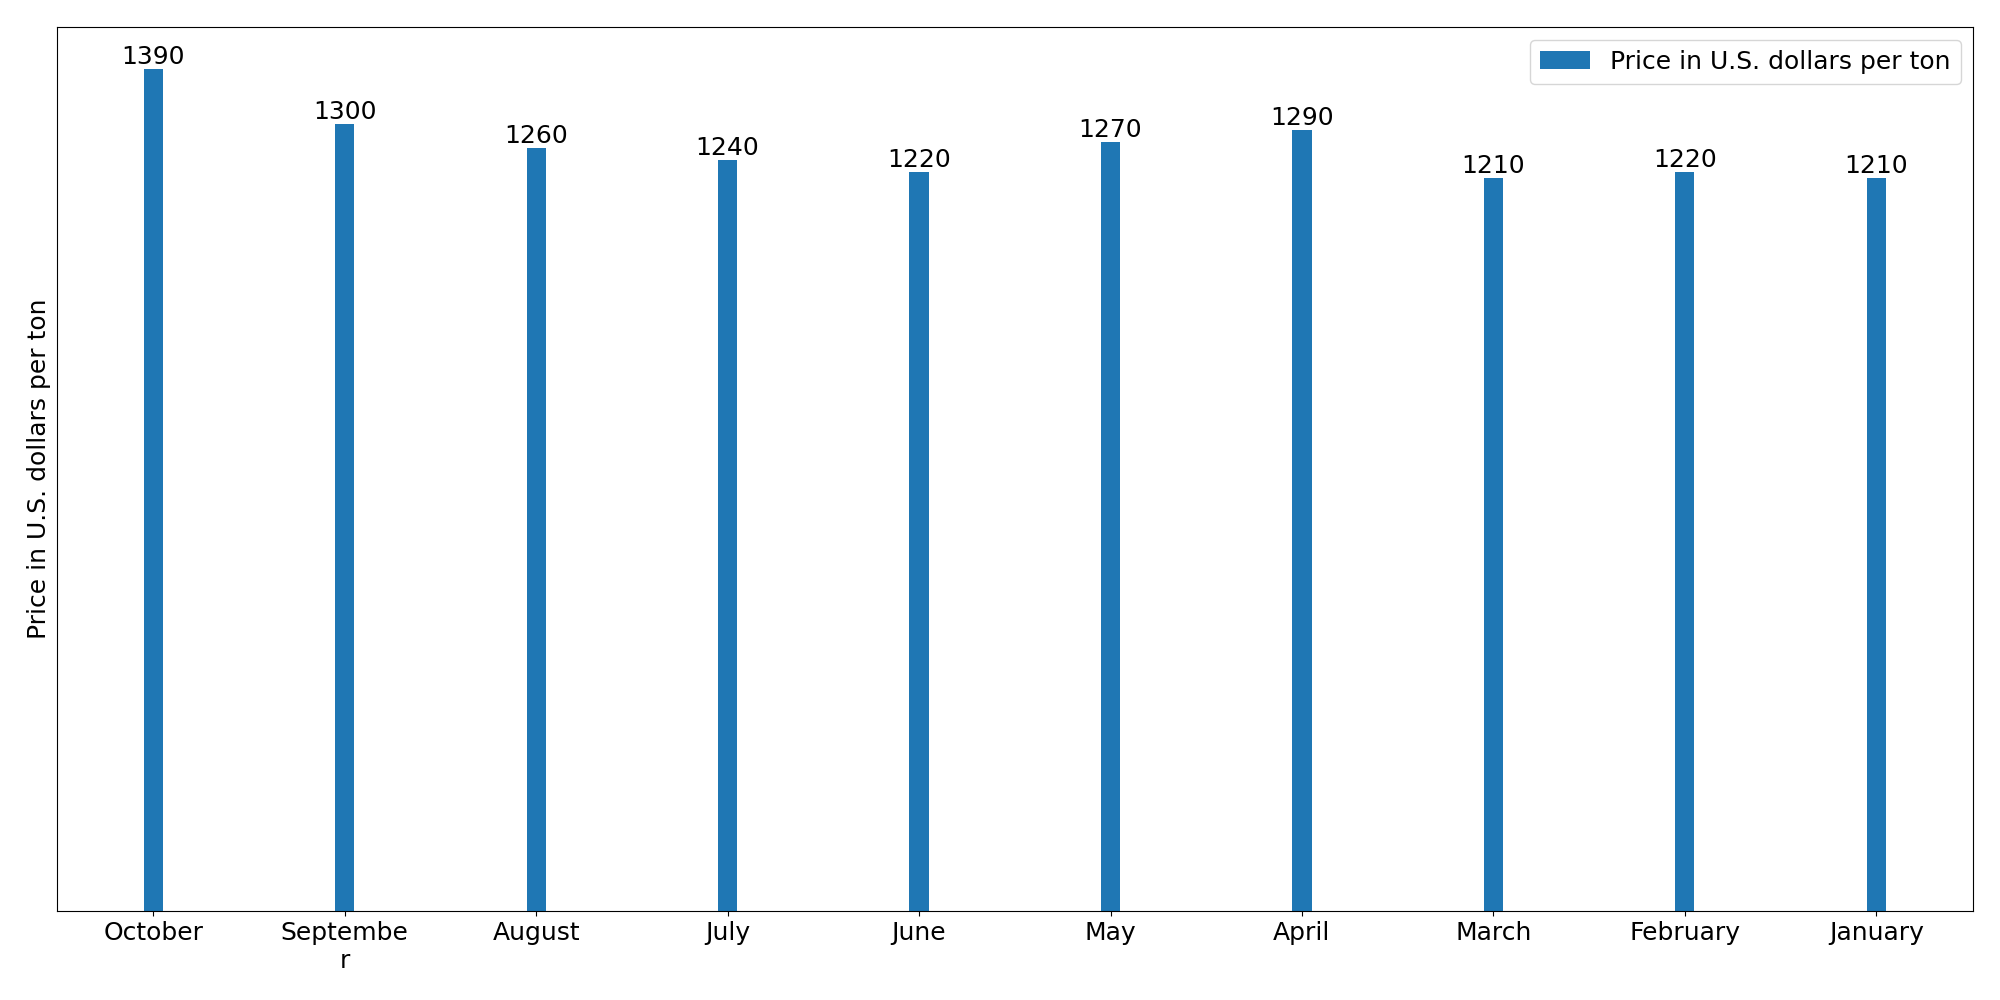 Price in U.S. dollars per ton
1390
1300
1260
1240
1220
1270
1290
1210
1220
1210
Price in U.S. dollars per ton
October
Septembe
r
August
July
June
May
April
March
February
January